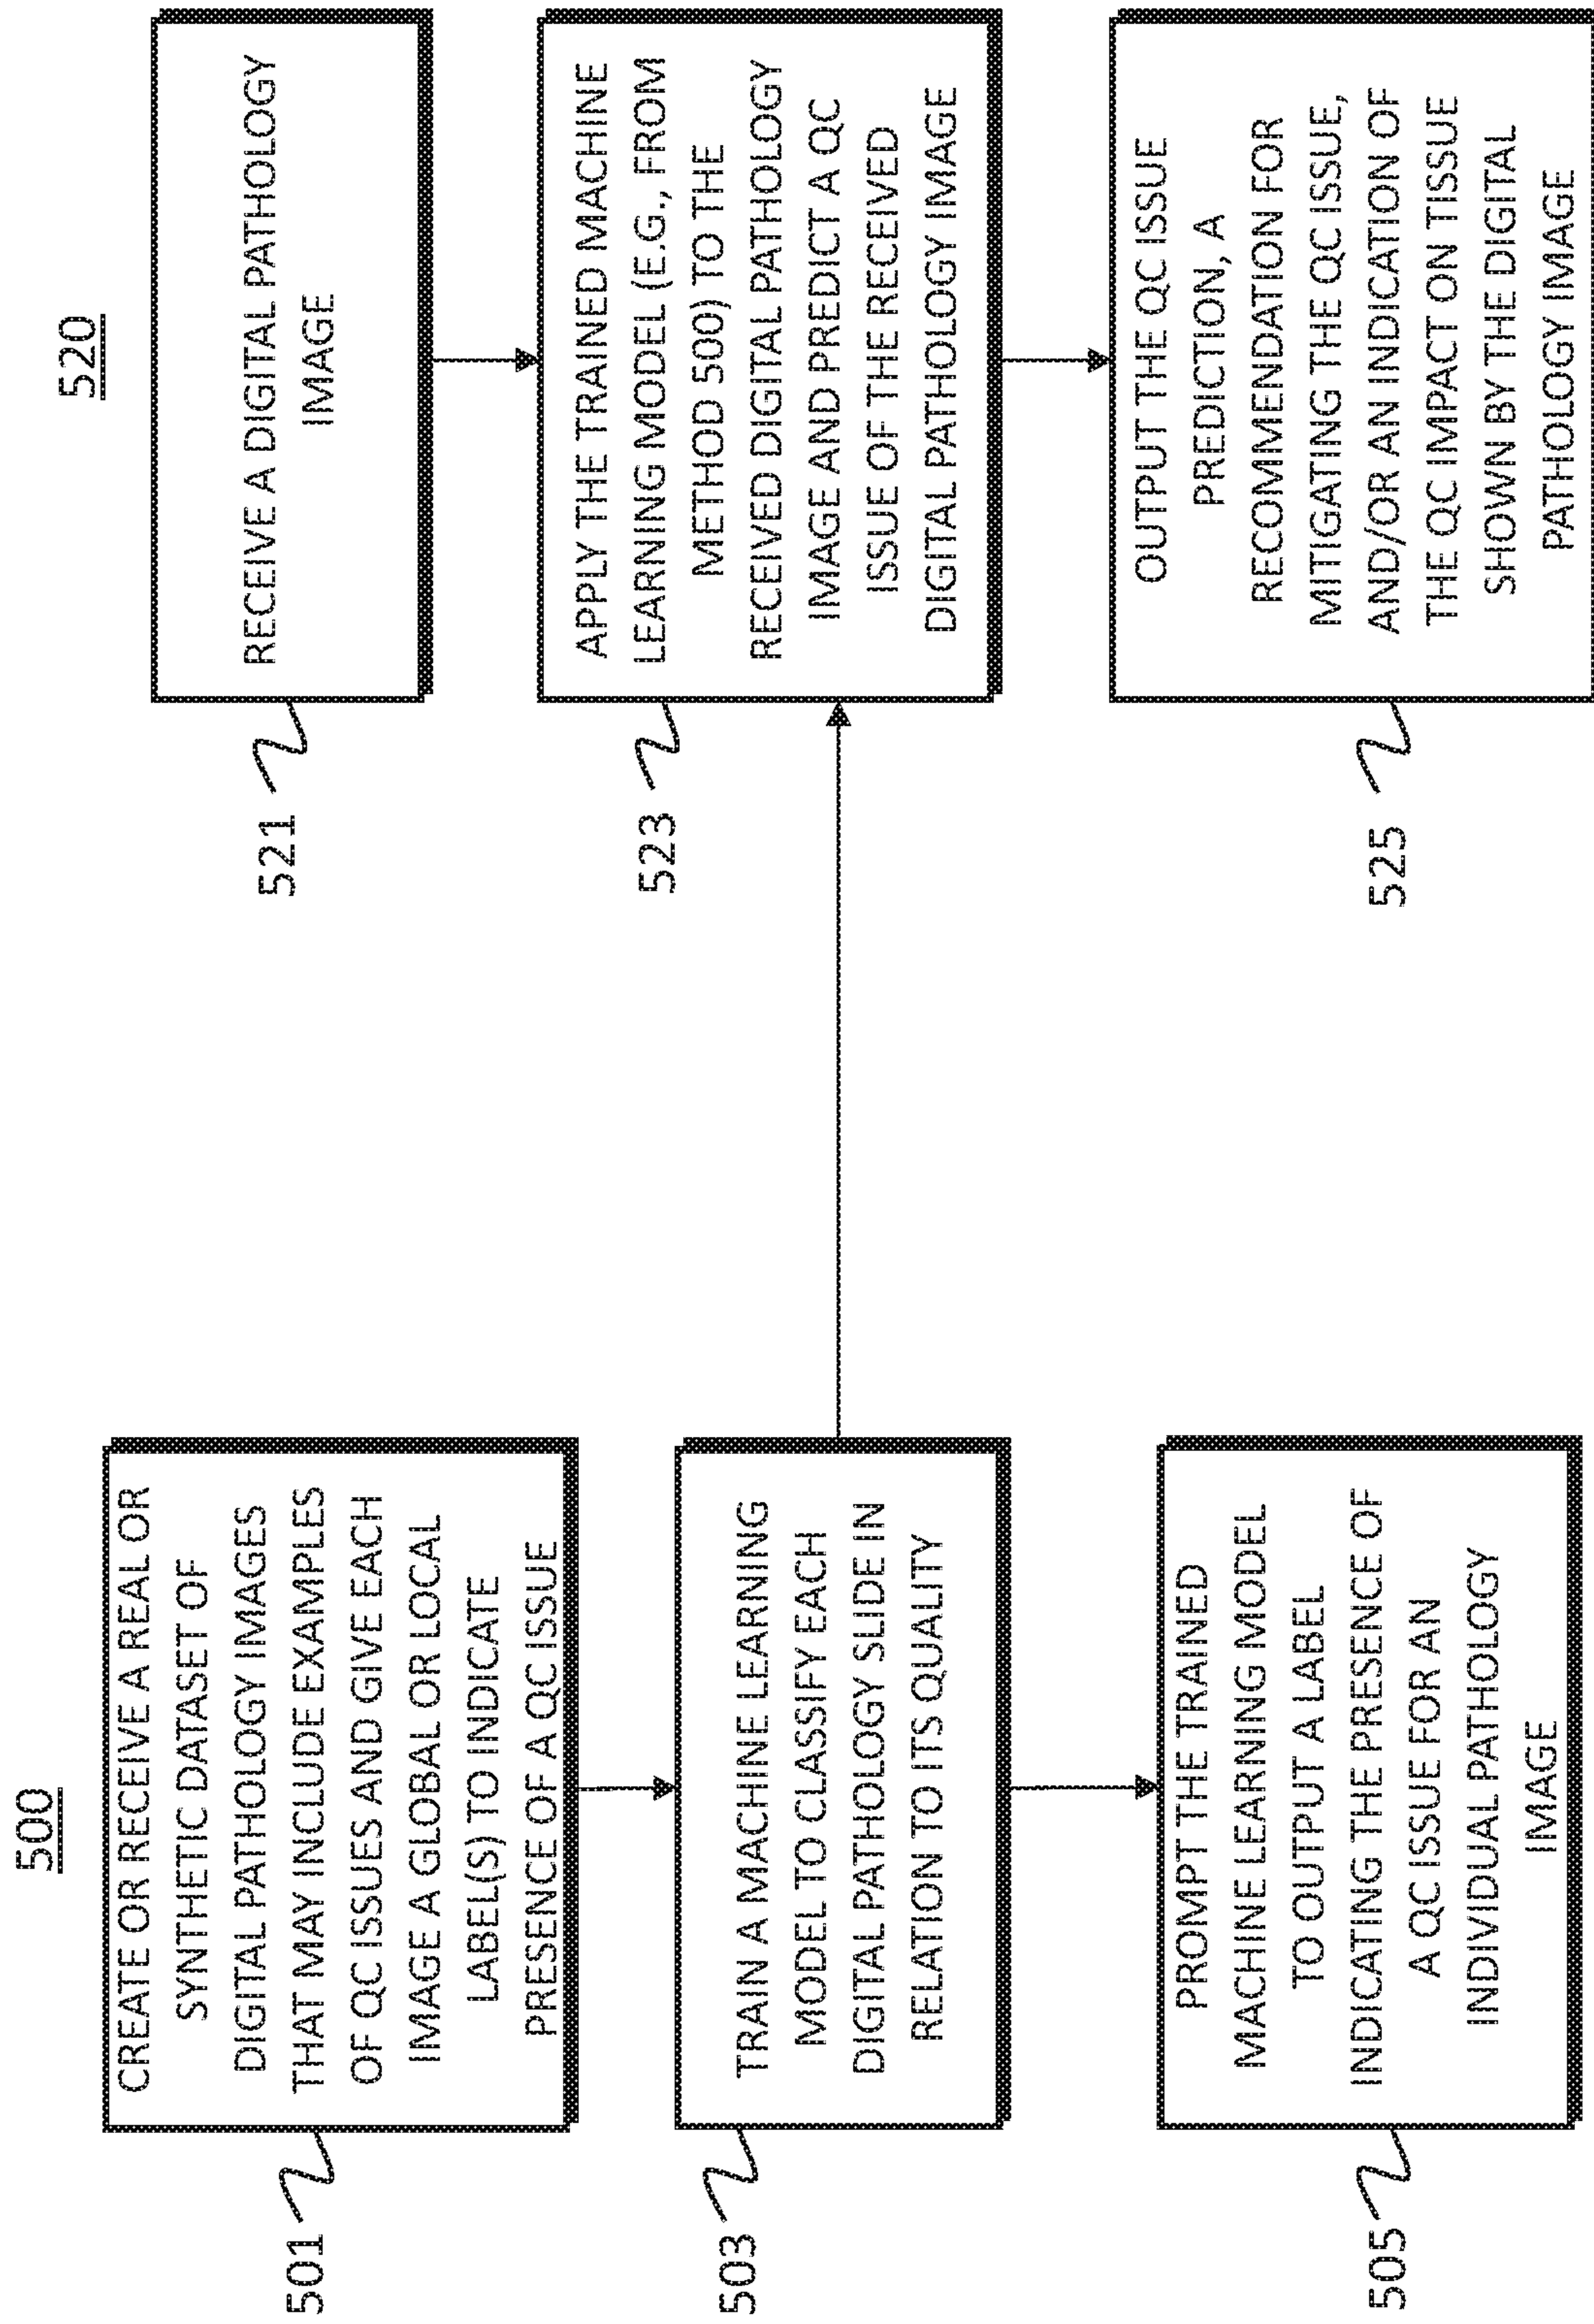 500
501
CREATE OR RECEIVE A REAL OR
SYNTHETIC DATASET OF
DIGITAL PATHOLOGY IMAGES
THAT MAY INCLUDE EXAMPLES
OF QC ISSUES AND GIVE EACH
IMAGE A GLOBAL OR LOCAL
LABEL(S) TO INDICATE
PRESENCE OF A QC ISSUE
503
TRAIN A MACHINE LEARNING
MODEL TO CLASSIFY EACH
DIGITAL PATHOLOGY SLIDE IN
RELATION TO ITS QUALITY
505
PROMPT THE TRAINED
MACHINE LEARNING MODEL
TO OUTPUT A LABEL
INDICATING THE PRESENCE OF
A QC ISSUE FOR AN
INDIVIDUAL PATHOLOGY
IMAGE
520
521
RECEIVE A DIGITAL PATHOLOGY
IMAGE
523
APPLY THE TRAINED MACHINE
LEARNING MODEL (E.G., FROM
METHOD 500) TO THE
RECEIVED DIGITAL PATHOLOGY
IMAGE AND PREDICT A QC
ISSUE OF THE RECEIVED
DIGITAL PATHOLOGY IMAGE
525
OUTPUT THE QC ISSUE
PREDICTION, A
RECOMMENDATION FOR
MITIGATING THE QC ISSUE,
AND/OR AN INDICATION OF
THE QC IMPACT ON TISSUE
SHOWN BY THE DIGITAL
PATHOLOGY IMAGE